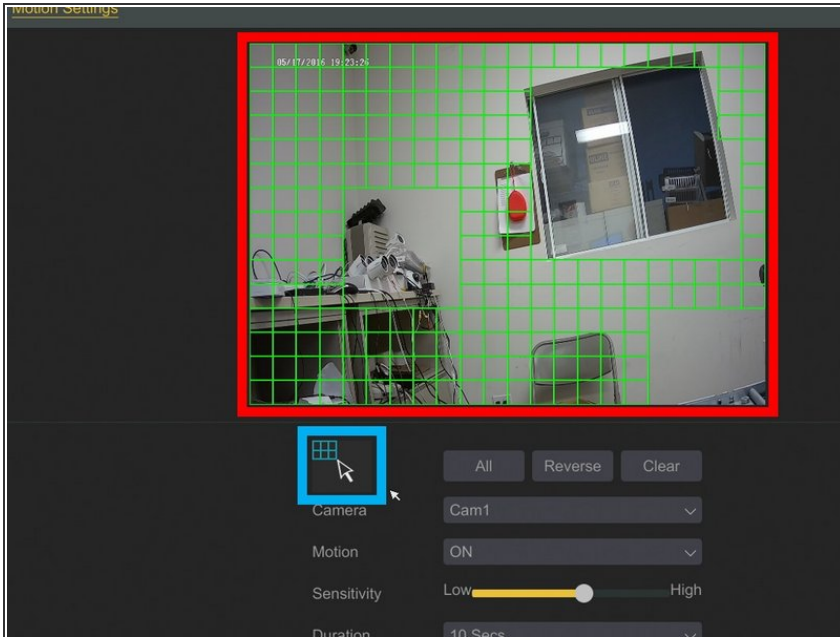 Motion Settings
05/17/2016 19:23:26
All Reverse Clear
Camera Cam1
Motion ON
Sensitivity Low High
Duration 10 Secs